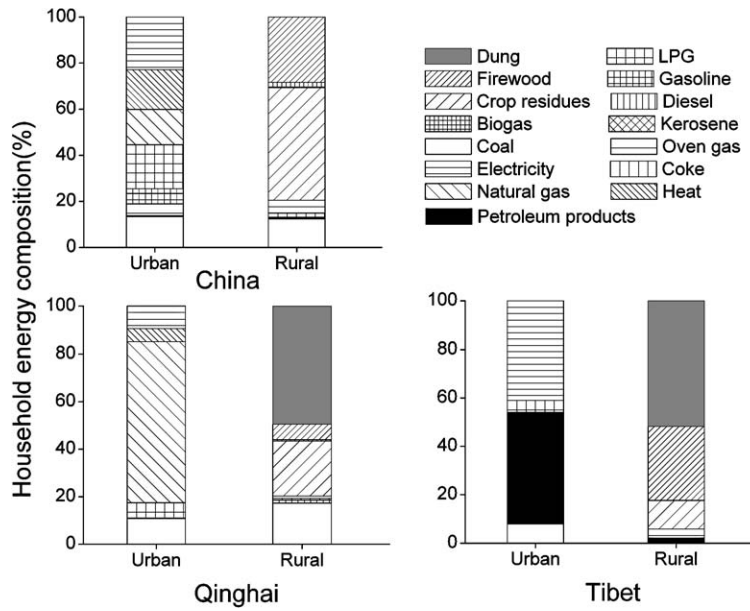 Household energy composition(%)
100
80
60
40
20
0
Urban
Rural
China
Dung
Firewood
Crop residues
Biogas
Coal
Electricity
Natural gas
Petroleum products
LPG
Gasoline
Diesel
Kerosene
Oven gas
Coke
Heat
100
80
60
40
20
0
Urban
Rural
Qinghai
100
80
60
40
20
0
Urban
Rural
Tibet